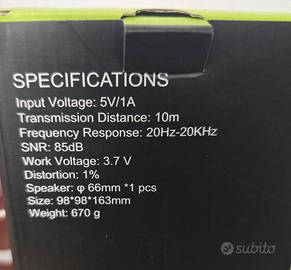 SPECIFICATIONS
Input Voltage: 5V/1A
Transmission Distance: 10m
Frequency Response: 20Hz-20KHz
SNR: 85dB
Work Voltage: 3.7 V
Distortion: 1%
Speaker: φ 66mm *1 pcs
Size: 98*98*163mm
Weight: 670 g
subito